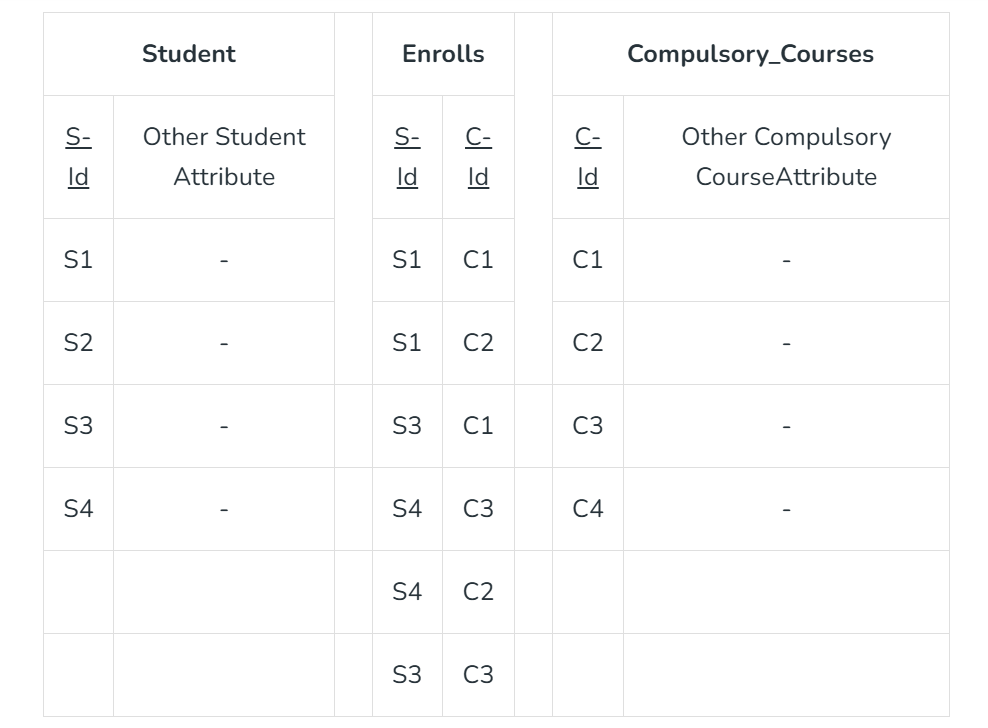 Student Enrolls Compulsory_Courses
S- Other Student S- C- C- Other Compulsory
Id Attribute Id Id Id CourseAttribute
S1 - S1 C1 C1 -
S2 - S1 C2 C2 -
S3 - S3 C1 C3 -
S4 - S4 C3 C4 -
S4 C2
S3 C3